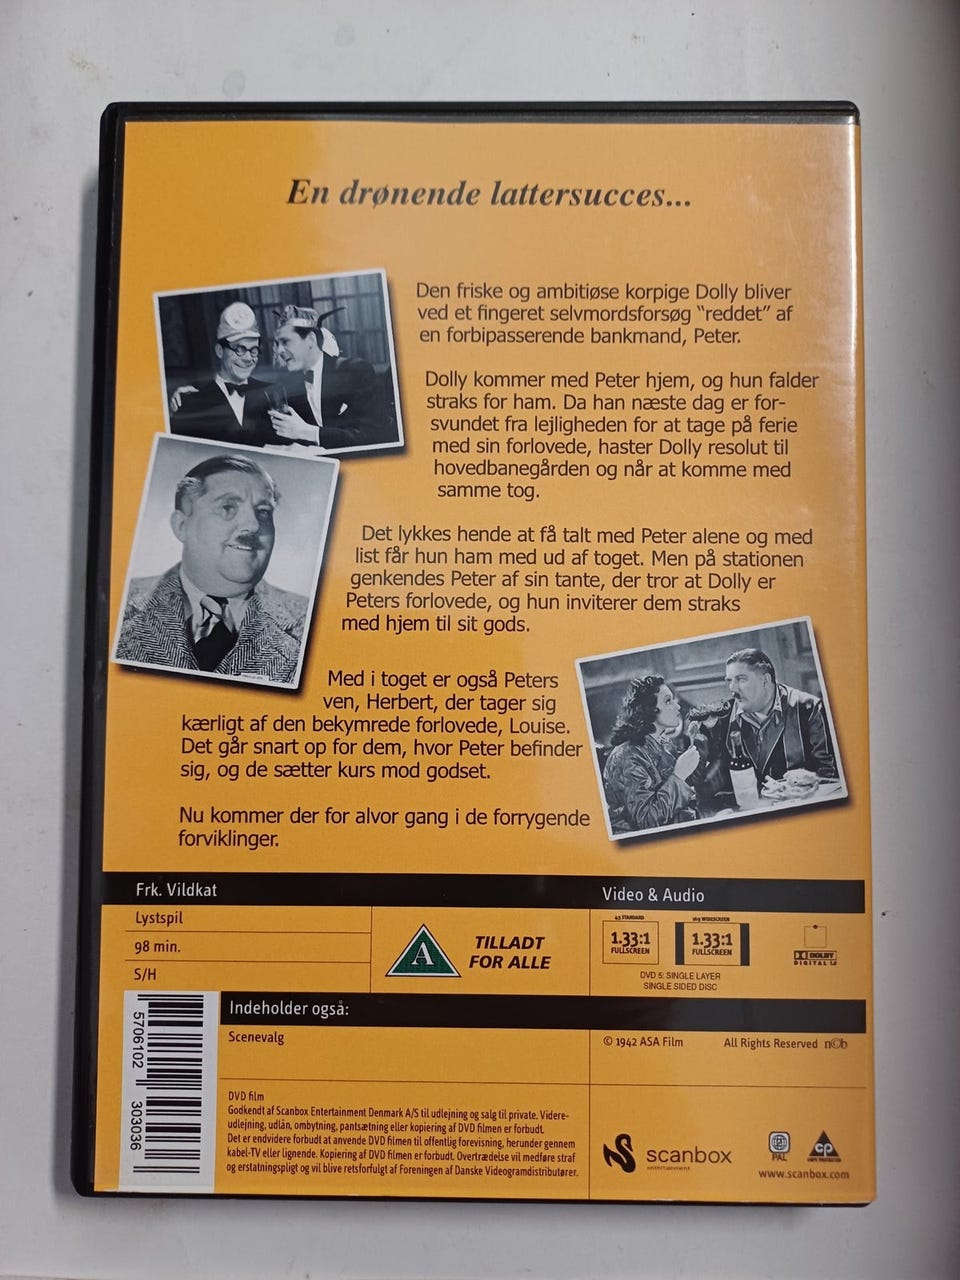 En drønende lattersucces...
Den friske og ambitiøse korpige Dolly bliver
ved et fingeret selvmordsforsøg "reddet" af
en forbipasserende bankmand, Peter.
Dolly kommer med Peter hjem, og hun falder
straks for ham. Da han næste dag er for-
svundet fra lejligheden for at tage på ferie
med sin forlovede, haster Dolly resolut til
hovedbanegården og når at komme med
samme tog.
Det lykkes hende at få talt med Peter alene og med
list får hun ham med ud af toget. Men på stationen
genkendes Peter af sin tante, der tror at Dolly er
Peters forlovede, og hun inviterer dem straks
med hjem til sit gods.
Med i toget er også Peters
ven, Herbert, der tager sig
kærligt af den bekymrede forlovede, Louise.
Det går snart op for dem, hvor Peter befinder
sig, og de sætter kurs mod godset.
Nu kommer der for alvor gang i de forrygende
forviklinger.
Frk. Vildkat
Lystspil
98 min.
S/H
A
TILLADT
FOR ALLE
Video & Audio
4:3 STANDARD
1.33:1
FULLSCREEN
16:9 WIDESCREEN
1.33:1
FULLSCREEN
DVD 5: SINGLE LAYER
SINGLE SIDED DISC
DOLBY
DIGITAL
Indeholder også:
Scenevalg
© 1942 ASA Film
All Rights Reserved n©b
DVD film
Godkendt af Scanbox Entertainment Denmark A/S til udlejning og salg til private. Videre-
udlejning, udlån, ombytning, pantsætning eller kopiering af DVD filmen er forbudt.
Det er endvidere forbudt at anvende DVD filmen til offentlig forevisning, herunder gennem
kabel-TV eller lignende. Kopiering af DVD filmen er forbudt. Overtrædelse vil medføre straf
og erstatningspligt og vil blive retsforfulgt af Foreningen af Danske Videogramdistributører.
5706102 303036
scanbox
entertainment
PAL
CP
COPY PROTECTED
www.scanbox.com